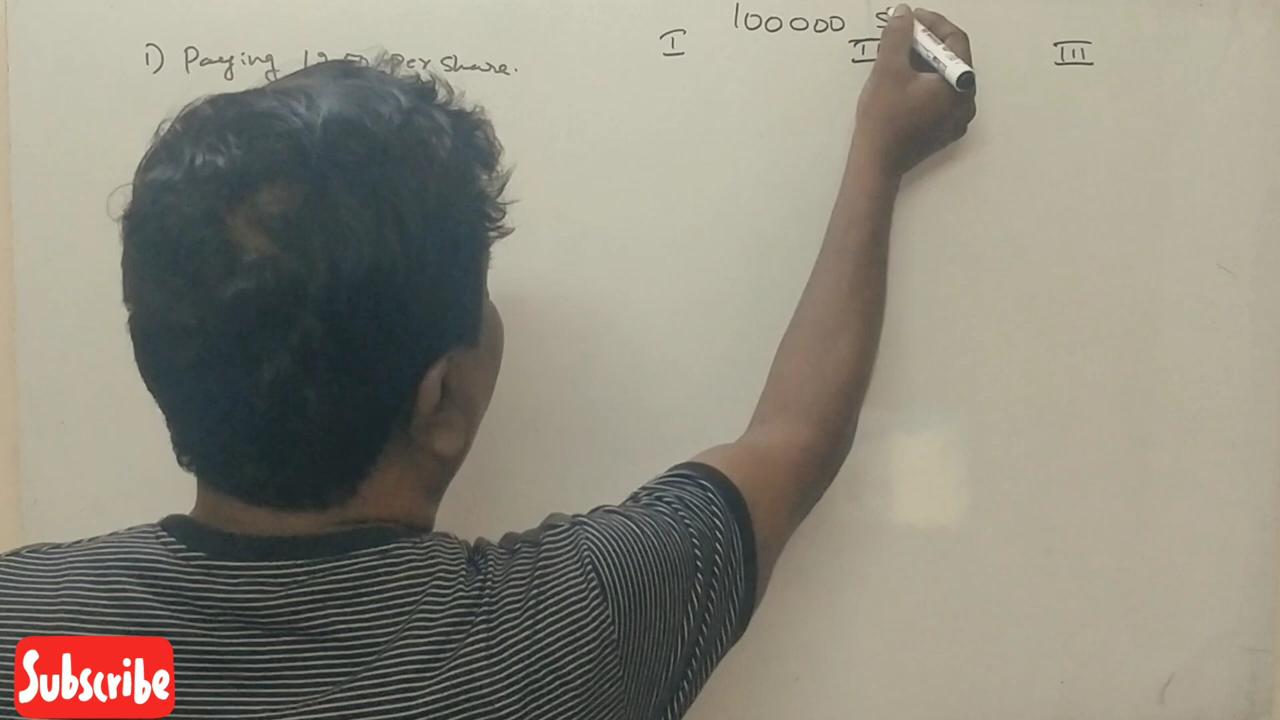 100000 S
1) Paying per share.
I II III
Subscribe